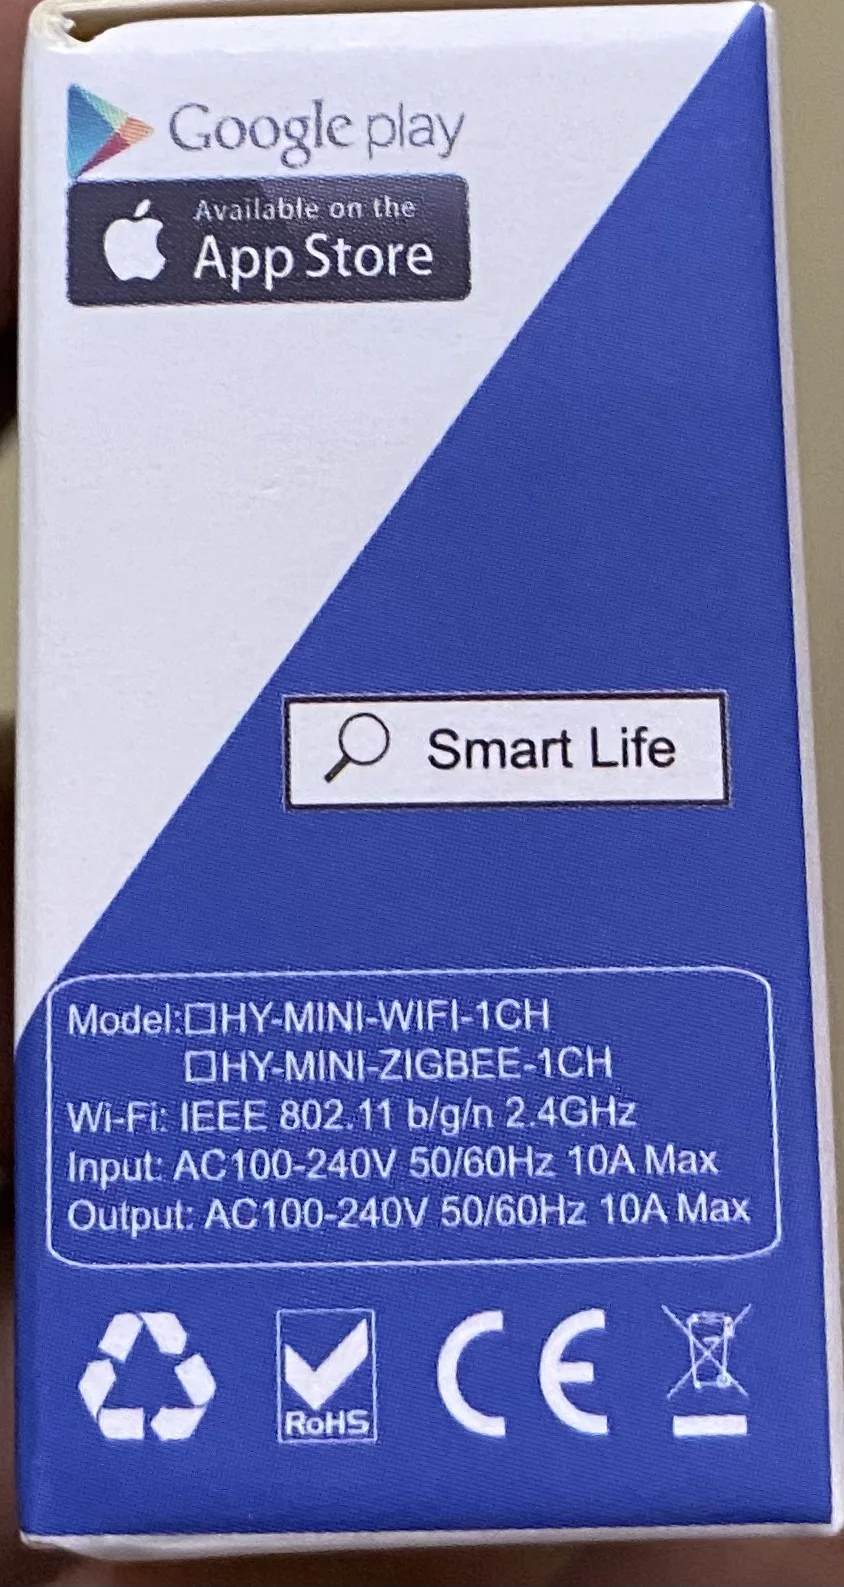 Google play
Available on the
App Store
Smart Life
Model:☐HY-MINI-WIFI-1CH
☐HY-MINI-ZIGBEE-1CH
Wi-Fi: IEEE 802.11 b/g/n 2.4GHz
Input: AC100-240V 50/60Hz 10A Max
Output: AC100-240V 50/60Hz 10A Max
RoHS
CE